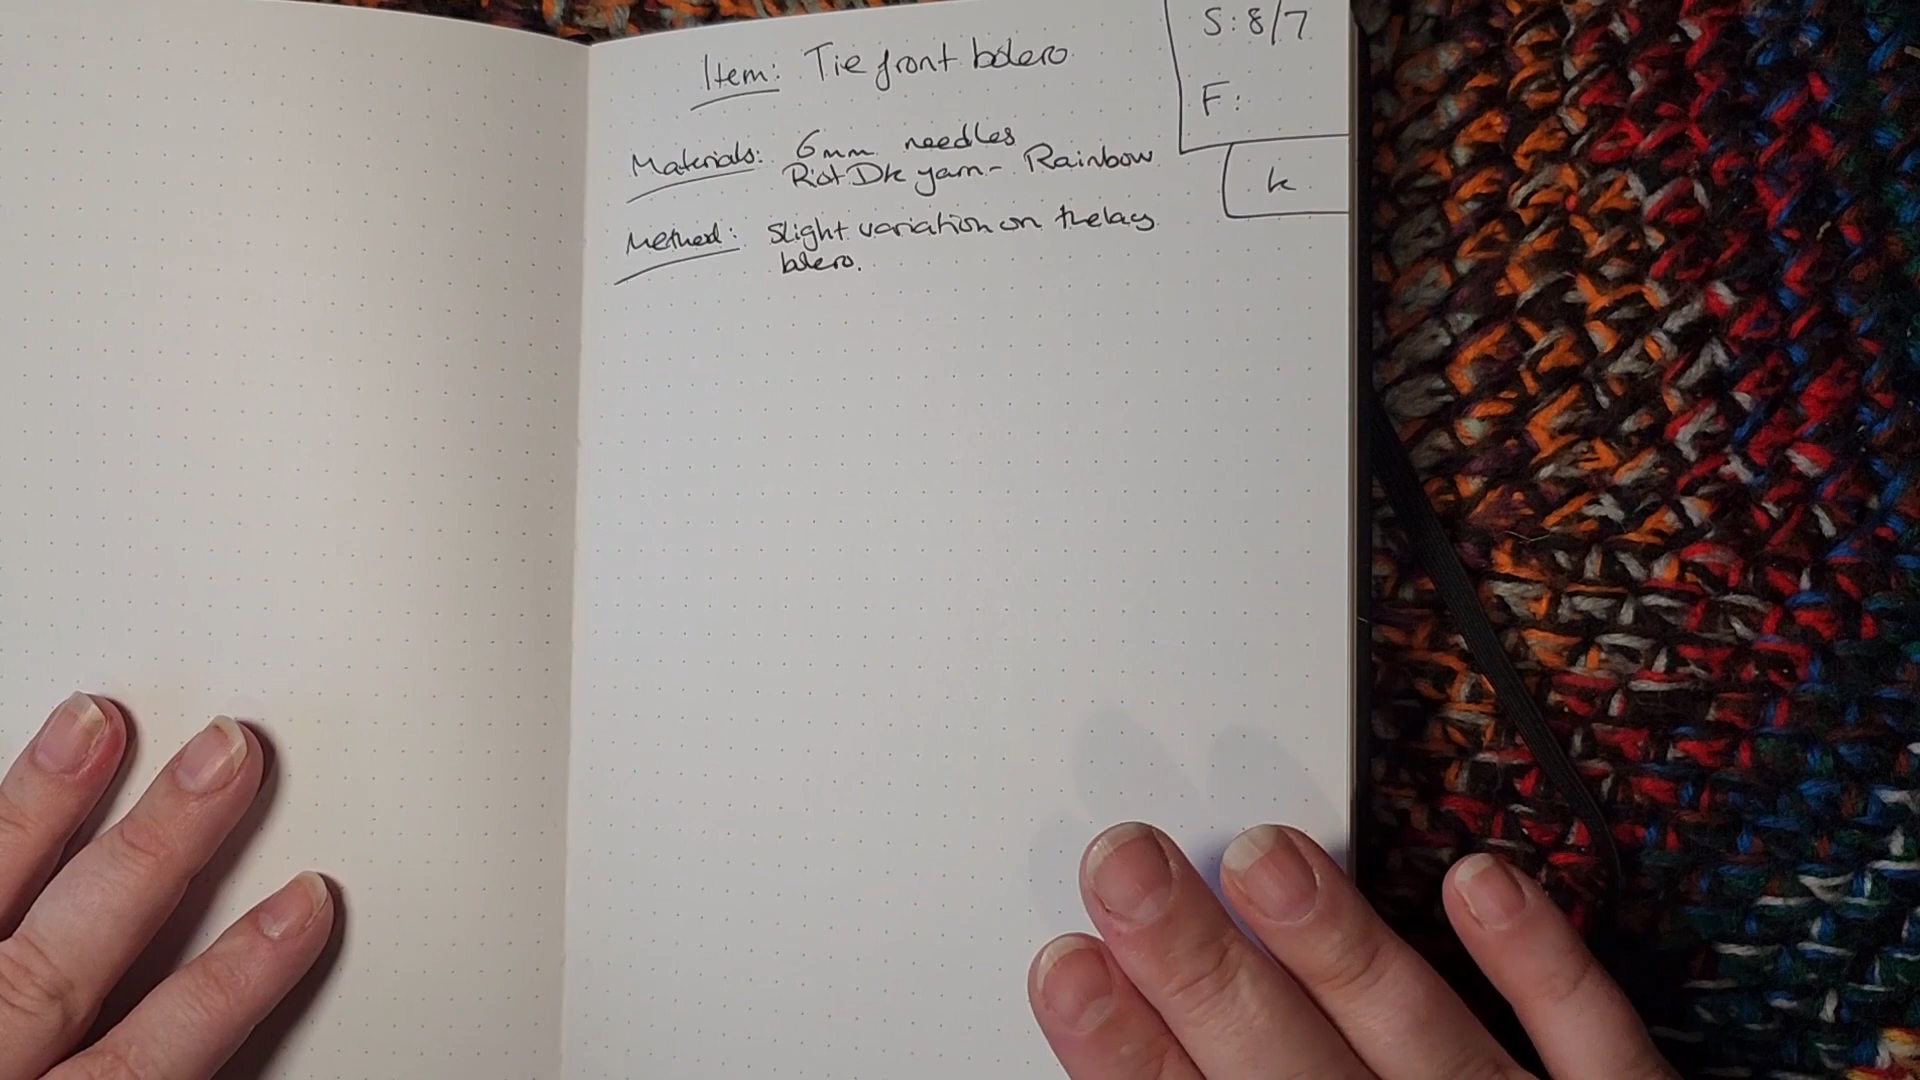 Item: Tie front bolero
S: 8/7
F:
k
Materials: 6mm needles
Riot Dk yarn - Rainbow
Method: Slight variation on the lacy
bolero.